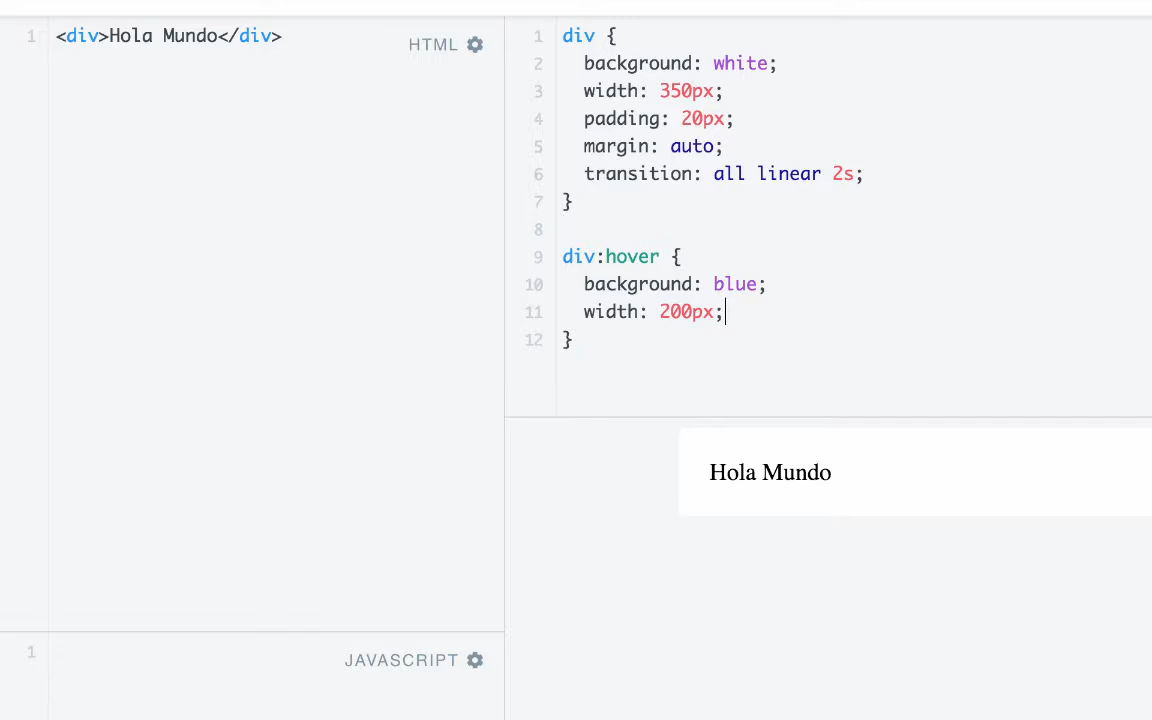 1 <div>Hola Mundo</div>
HTML
1 div {
2 background: white;
3 width: 350px;
4 padding: 20px;
5 margin: auto;
6 transition: all linear 2s;
7 }
8
9 div:hover {
10 background: blue;
11 width: 200px;
12 }
Hola Mundo
1
JAVASCRIPT